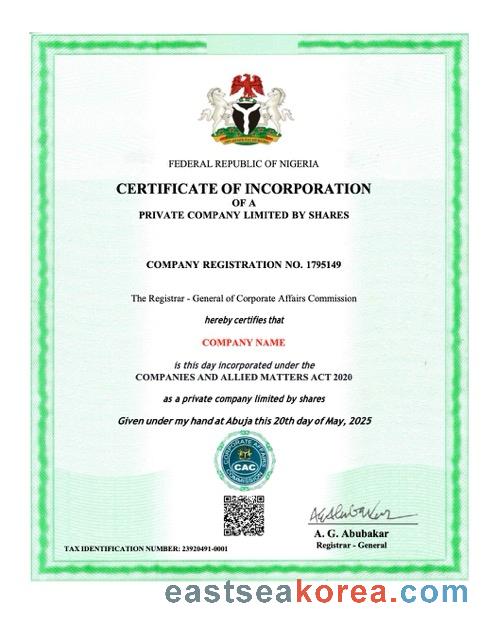 FEDERAL REPUBLIC OF NIGERIA
CERTIFICATE OF INCORPORATION
OF A
PRIVATE COMPANY LIMITED BY SHARES
COMPANY REGISTRATION NO. 1795149
The Registrar - General of Corporate Affairs Commission
hereby certifies that
COMPANY NAME
is this day incorporated under the
COMPANIES AND ALLIED MATTERS ACT 2020
as a private company limited by shares
Given under my hand at Abuja this 20th day of May, 2025
CORPORATE AFFAIRS
CAC
COMMISSION
A. G. Abubakar
Registrar - General
TAX IDENTIFICATION NUMBER: 23920491-0001
eastseakorea.com